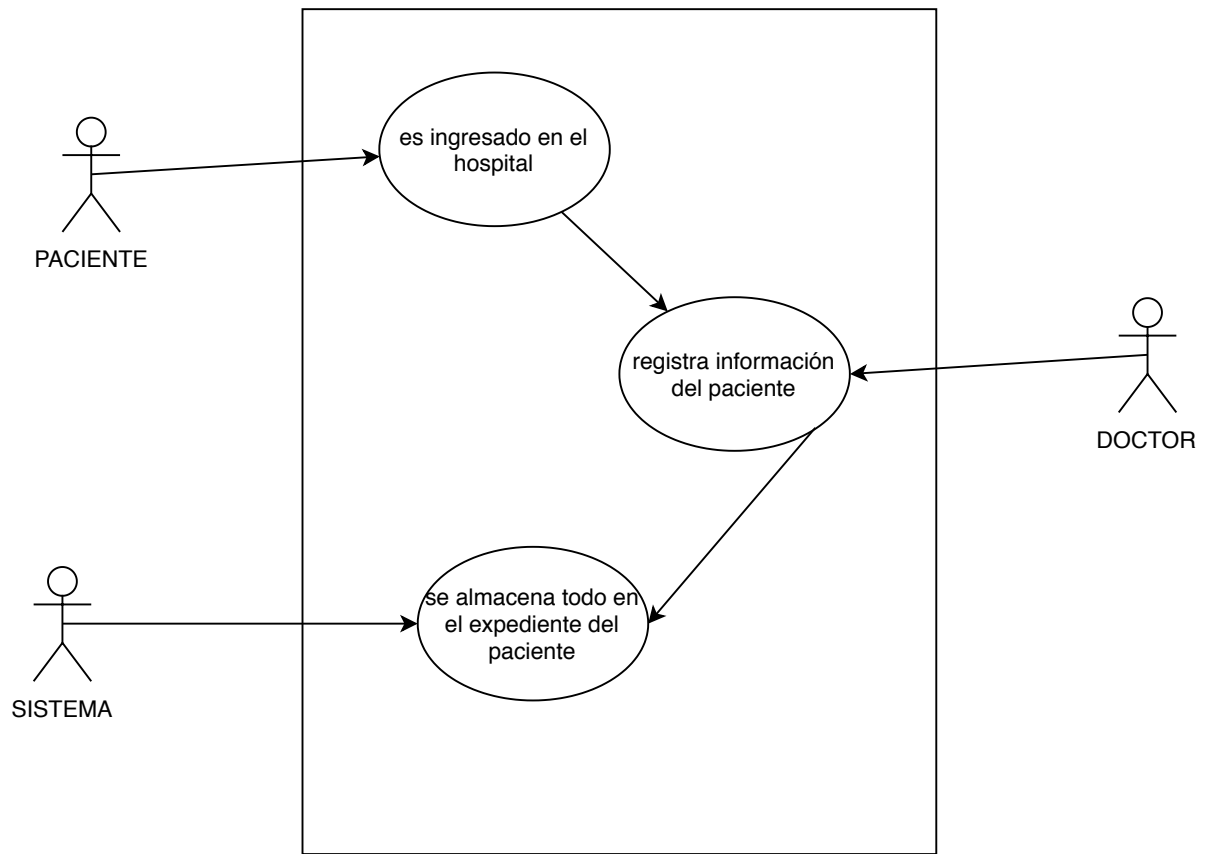 es ingresado en el
hospital
PACIENTE
registra información
del paciente
DOCTOR
se almacena todo en
el expediente del
paciente
SISTEMA